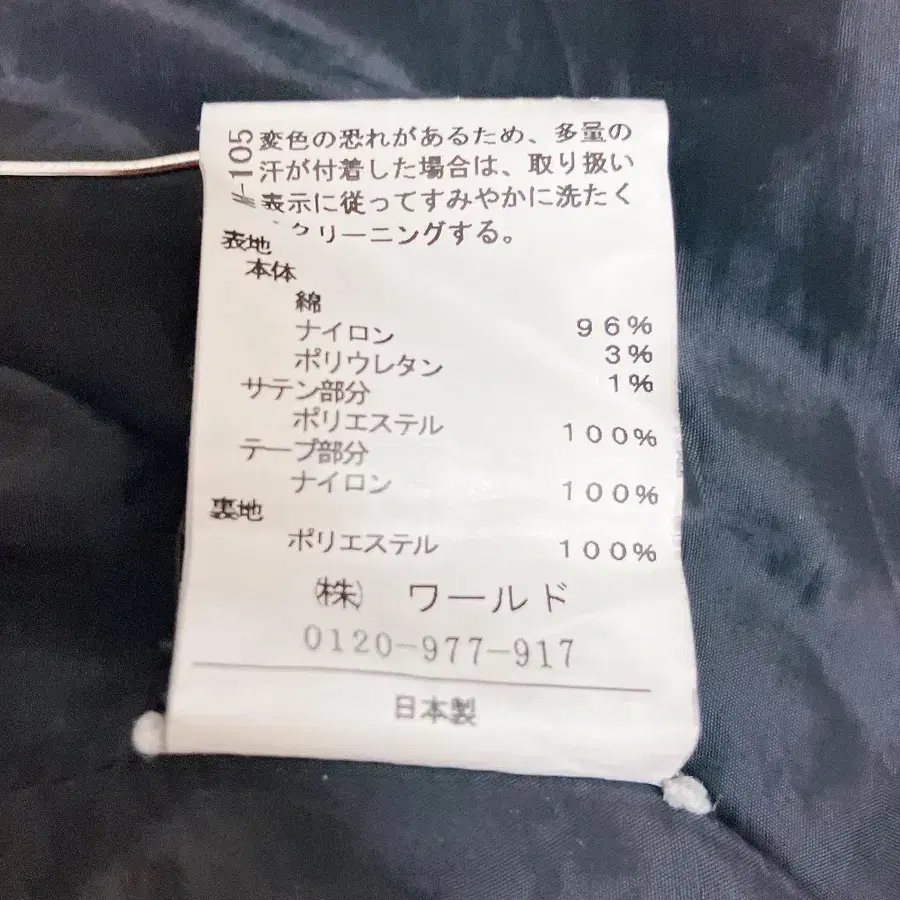 #-105
変色の恐れがあるため、多量の
汗が付着した場合は、取り扱い
表示に従ってすみやかに洗たく
クリーニングする。
表地
本体
綿 96%
ナイロン 3%
ポリウレタン 1%
サテン部分
ポリエステル 100%
テープ部分
ナイロン 100%
裏地
ポリエステル 100%
㈱ ワールド
0120-977-917
日本製